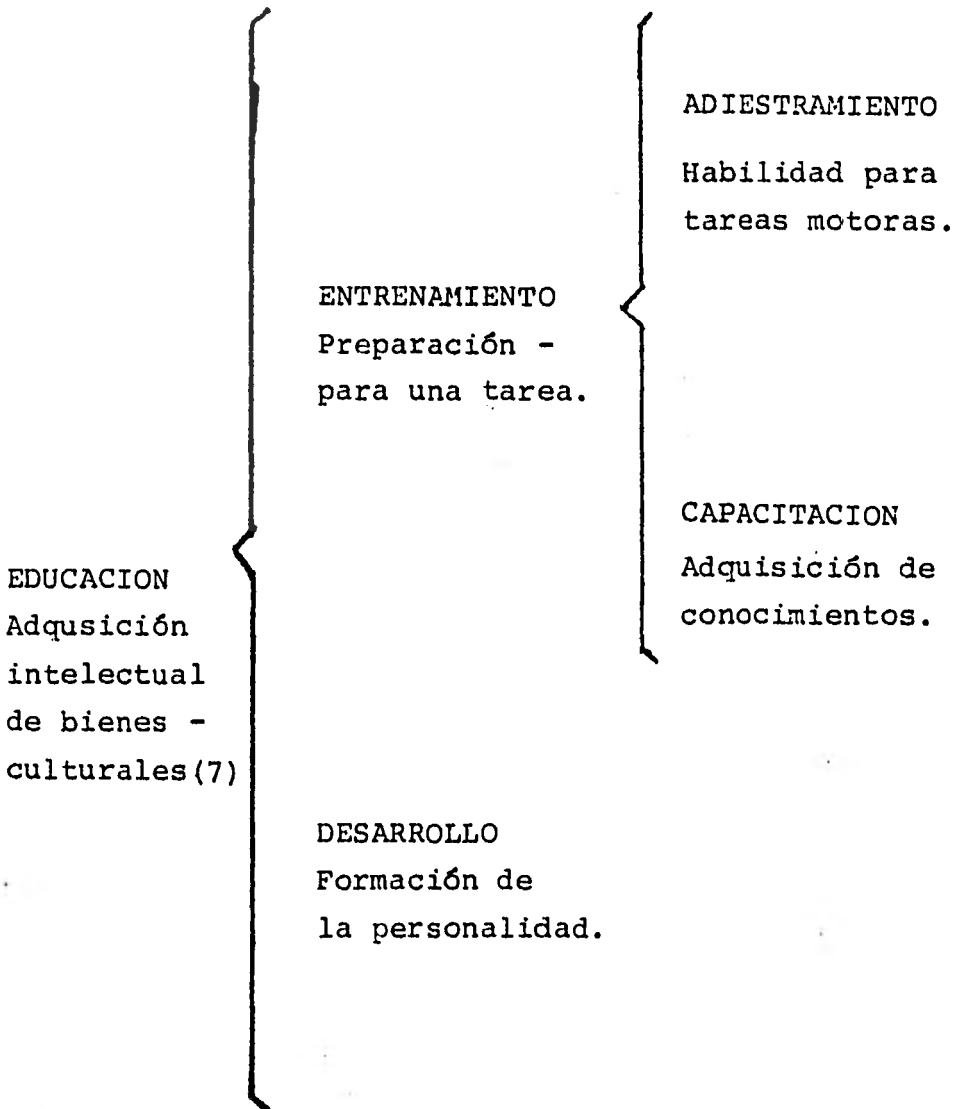 EDUCACION
Adqusición
intelectual
de bienes -
culturales(7)
ENTRENAMIENTO
Preparación -
para una tarea.
ADIESTRAMIENTO
Habilidad para
tareas motoras.
CAPACITACION
Adquisición de
conocimientos.
DESARROLLO
Formación de
la personalidad.